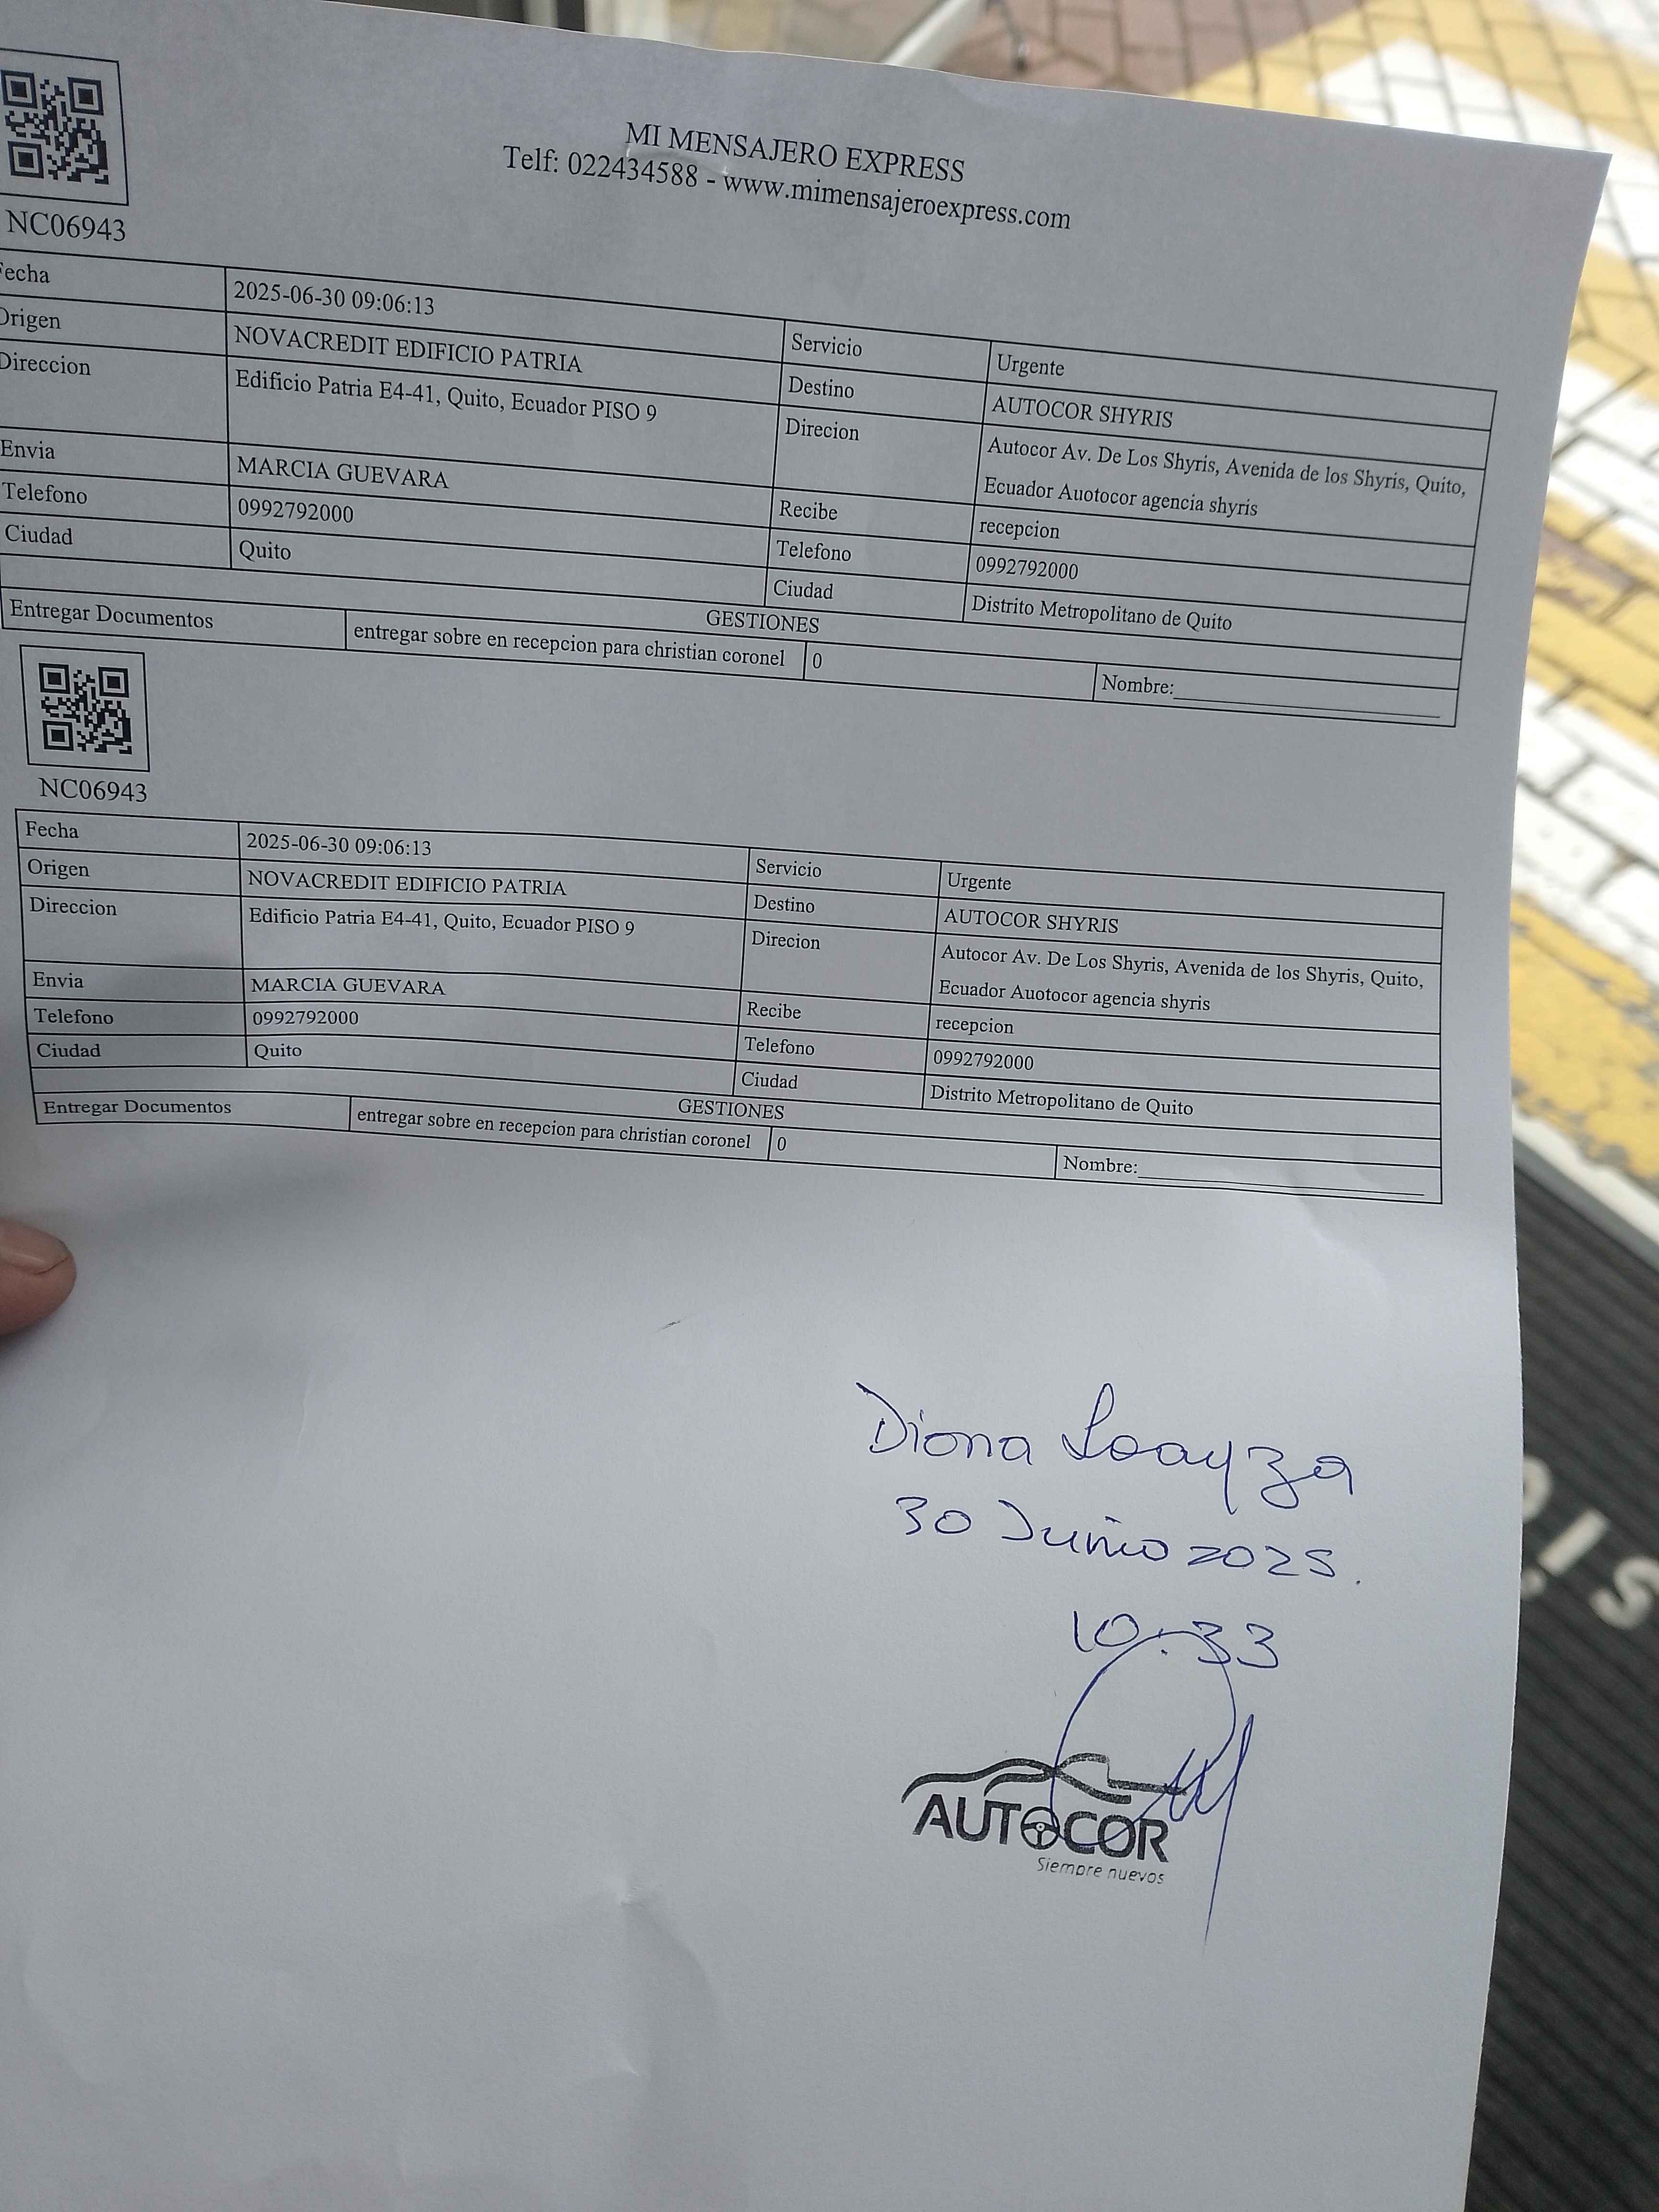 MI MENSAJERO EXPRESS
Telf: 022434588 - www.mimensajeroexpress.com
NC06943
Fecha 2025-06-30 09:06:13 Servicio Urgente
Origen NOVACREDIT EDIFICIO PATRIA Destino AUTOCOR SHYRIS
Direccion Edificio Patria E4-41, Quito, Ecuador PISO 9 Direcion Autocor Av. De Los Shyris, Avenida de los Shyris, Quito,
Ecuador Auotocor agencia shyris
Envia MARCIA GUEVARA Recibe recepcion
Telefono 0992792000 Telefono 0992792000
Ciudad Quito Ciudad Distrito Metropolitano de Quito
GESTIONES
Entregar Documentos entregar sobre en recepcion para christian coronel 0 Nombre:
NC06943
Fecha 2025-06-30 09:06:13 Servicio Urgente
Origen NOVACREDIT EDIFICIO PATRIA Destino AUTOCOR SHYRIS
Direccion Edificio Patria E4-41, Quito, Ecuador PISO 9 Direcion Autocor Av. De Los Shyris, Avenida de los Shyris, Quito,
Ecuador Auotocor agencia shyris
Envia MARCIA GUEVARA Recibe recepcion
Telefono 0992792000 Telefono 0992792000
Ciudad Quito Ciudad Distrito Metropolitano de Quito
GESTIONES
Entregar Documentos entregar sobre en recepcion para christian coronel 0 Nombre:
Diana Loayza
30 Junio 2025.
10:33
AUTOCOR
Siempre nuevos